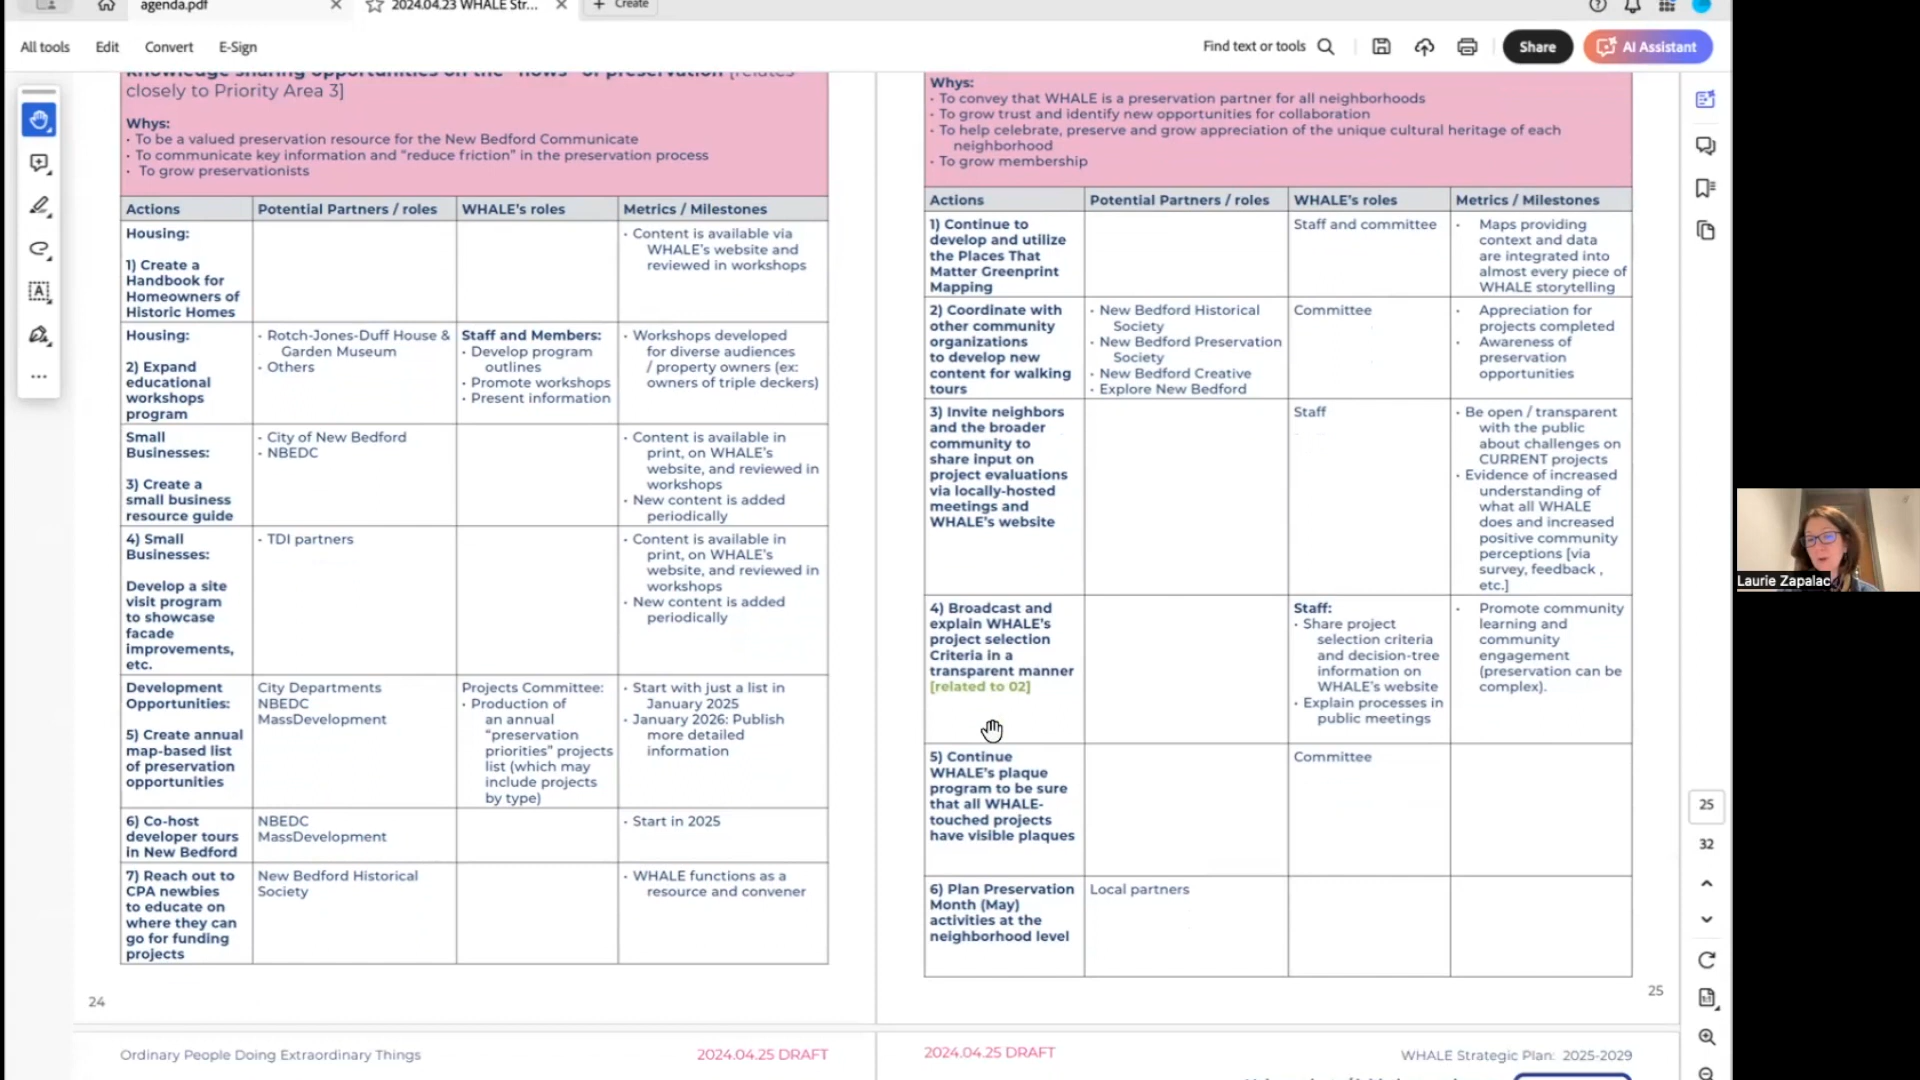 agenda.pdf
2024.04.23 WHALE Str...
+ Create
All tools
Edit
Convert
E-Sign
Find text or tools
Share
AI Assistant
knowledge sharing opportunities on the "hows" of preservation [relates
closely to Priority Area 3]
Whys:
· To be a valued preservation resource for the New Bedford Communicate
· To communicate key information and "reduce friction" in the preservation process
· To grow preservationists
Actions
Potential Partners / roles
WHALE's roles
Metrics / Milestones
Housing:
1) Create a
Handbook for
Homeowners of
Historic Homes
· Content is available via
WHALE's website and
reviewed in workshops
Housing:
2) Expand
educational
workshops
program
· Rotch-Jones-Duff House &
Garden Museum
· Others
Staff and Members:
· Develop program
outlines
· Promote workshops
· Present information
· Workshops developed
for diverse audiences
/ property owners (ex:
owners of triple deckers)
Small
Businesses:
3) Create a
small business
resource guide
· City of New Bedford
· NBEDC
· Content is available in
print, on WHALE's
website, and reviewed in
workshops
· New content is added
periodically
4) Small
Businesses:
Develop a site
visit program
to showcase
facade
improvements,
etc.
· TDI partners
· Content is available in
print, on WHALE's
website, and reviewed in
workshops
· New content is added
periodically
Development
Opportunities:
5) Create annual
map-based list
of preservation
opportunities
City Departments
NBEDC
MassDevelopment
Projects Committee:
· Production of
an annual
"preservation
priorities" projects
list (which may
include projects
by type)
· Start with just a list in
January 2025
· January 2026: Publish
more detailed
information
6) Co-host
developer tours
in New Bedford
NBEDC
MassDevelopment
· Start in 2025
7) Reach out to
CPA newbies
to educate on
where they can
go for funding
projects
New Bedford Historical
Society
· WHALE functions as a
resource and convener
24
Whys:
· To convey that WHALE is a preservation partner for all neighborhoods
· To grow trust and identify new opportunities for collaboration
· To help celebrate, preserve and grow appreciation of the unique cultural heritage of each
neighborhood
· To grow membership
Actions
Potential Partners / roles
WHALE's roles
Metrics / Milestones
1) Continue to
develop and utilize
the Places That
Matter Greenprint
Mapping
Staff and committee
· Maps providing
context and data
are integrated into
almost every piece of
WHALE storytelling
2) Coordinate with
other community
organizations
to develop new
content for walking
tours
· New Bedford Historical
Society
· New Bedford Preservation
Society
· New Bedford Creative
· Explore New Bedford
Committee
· Appreciation for
projects completed
· Awareness of
preservation
opportunities
3) Invite neighbors
and the broader
community to
share input on
project evaluations
via locally-hosted
meetings and
WHALE's website
Staff
· Be open / transparent
with the public
about challenges on
CURRENT projects
· Evidence of increased
understanding of
what all WHALE
does and increased
positive community
perceptions [via
survey, feedback ,
etc.]
4) Broadcast and
explain WHALE's
project selection
Criteria in a
transparent manner
[related to 02]
Staff:
· Share project
selection criteria
and decision-tree
information on
WHALE's website
· Explain processes in
public meetings
· Promote community
learning and
community
engagement
(preservation can be
complex).
5) Continue
WHALE's plaque
program to be sure
that all WHALE-
touched projects
have visible plaques
Committee
6) Plan Preservation
Month (May)
activities at the
neighborhood level
Local partners
25
Ordinary People Doing Extraordinary Things
2024.04.25 DRAFT
2024.04.25 DRAFT
WHALE Strategic Plan: 2025-2029
25
32
Laurie Zapalac